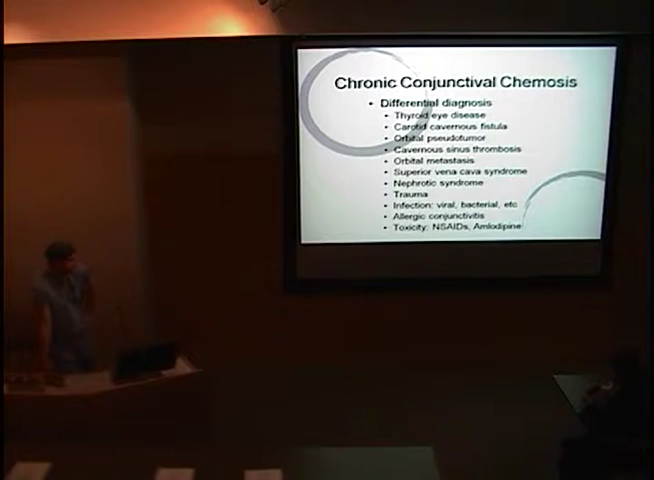 Chronic Conjunctival Chemosis
• Differential diagnosis
• Thyroid eye disease
• Carotid cavernous fistula
• Orbital pseudotumor
• Cavernous sinus thrombosis
• Orbital metastasis
• Superior vena cava syndrome
• Nephrotic syndrome
• Trauma
• Infection: viral, bacterial, etc
• Allergic conjunctivitis
• Toxicity: NSAIDs, Amlodipine